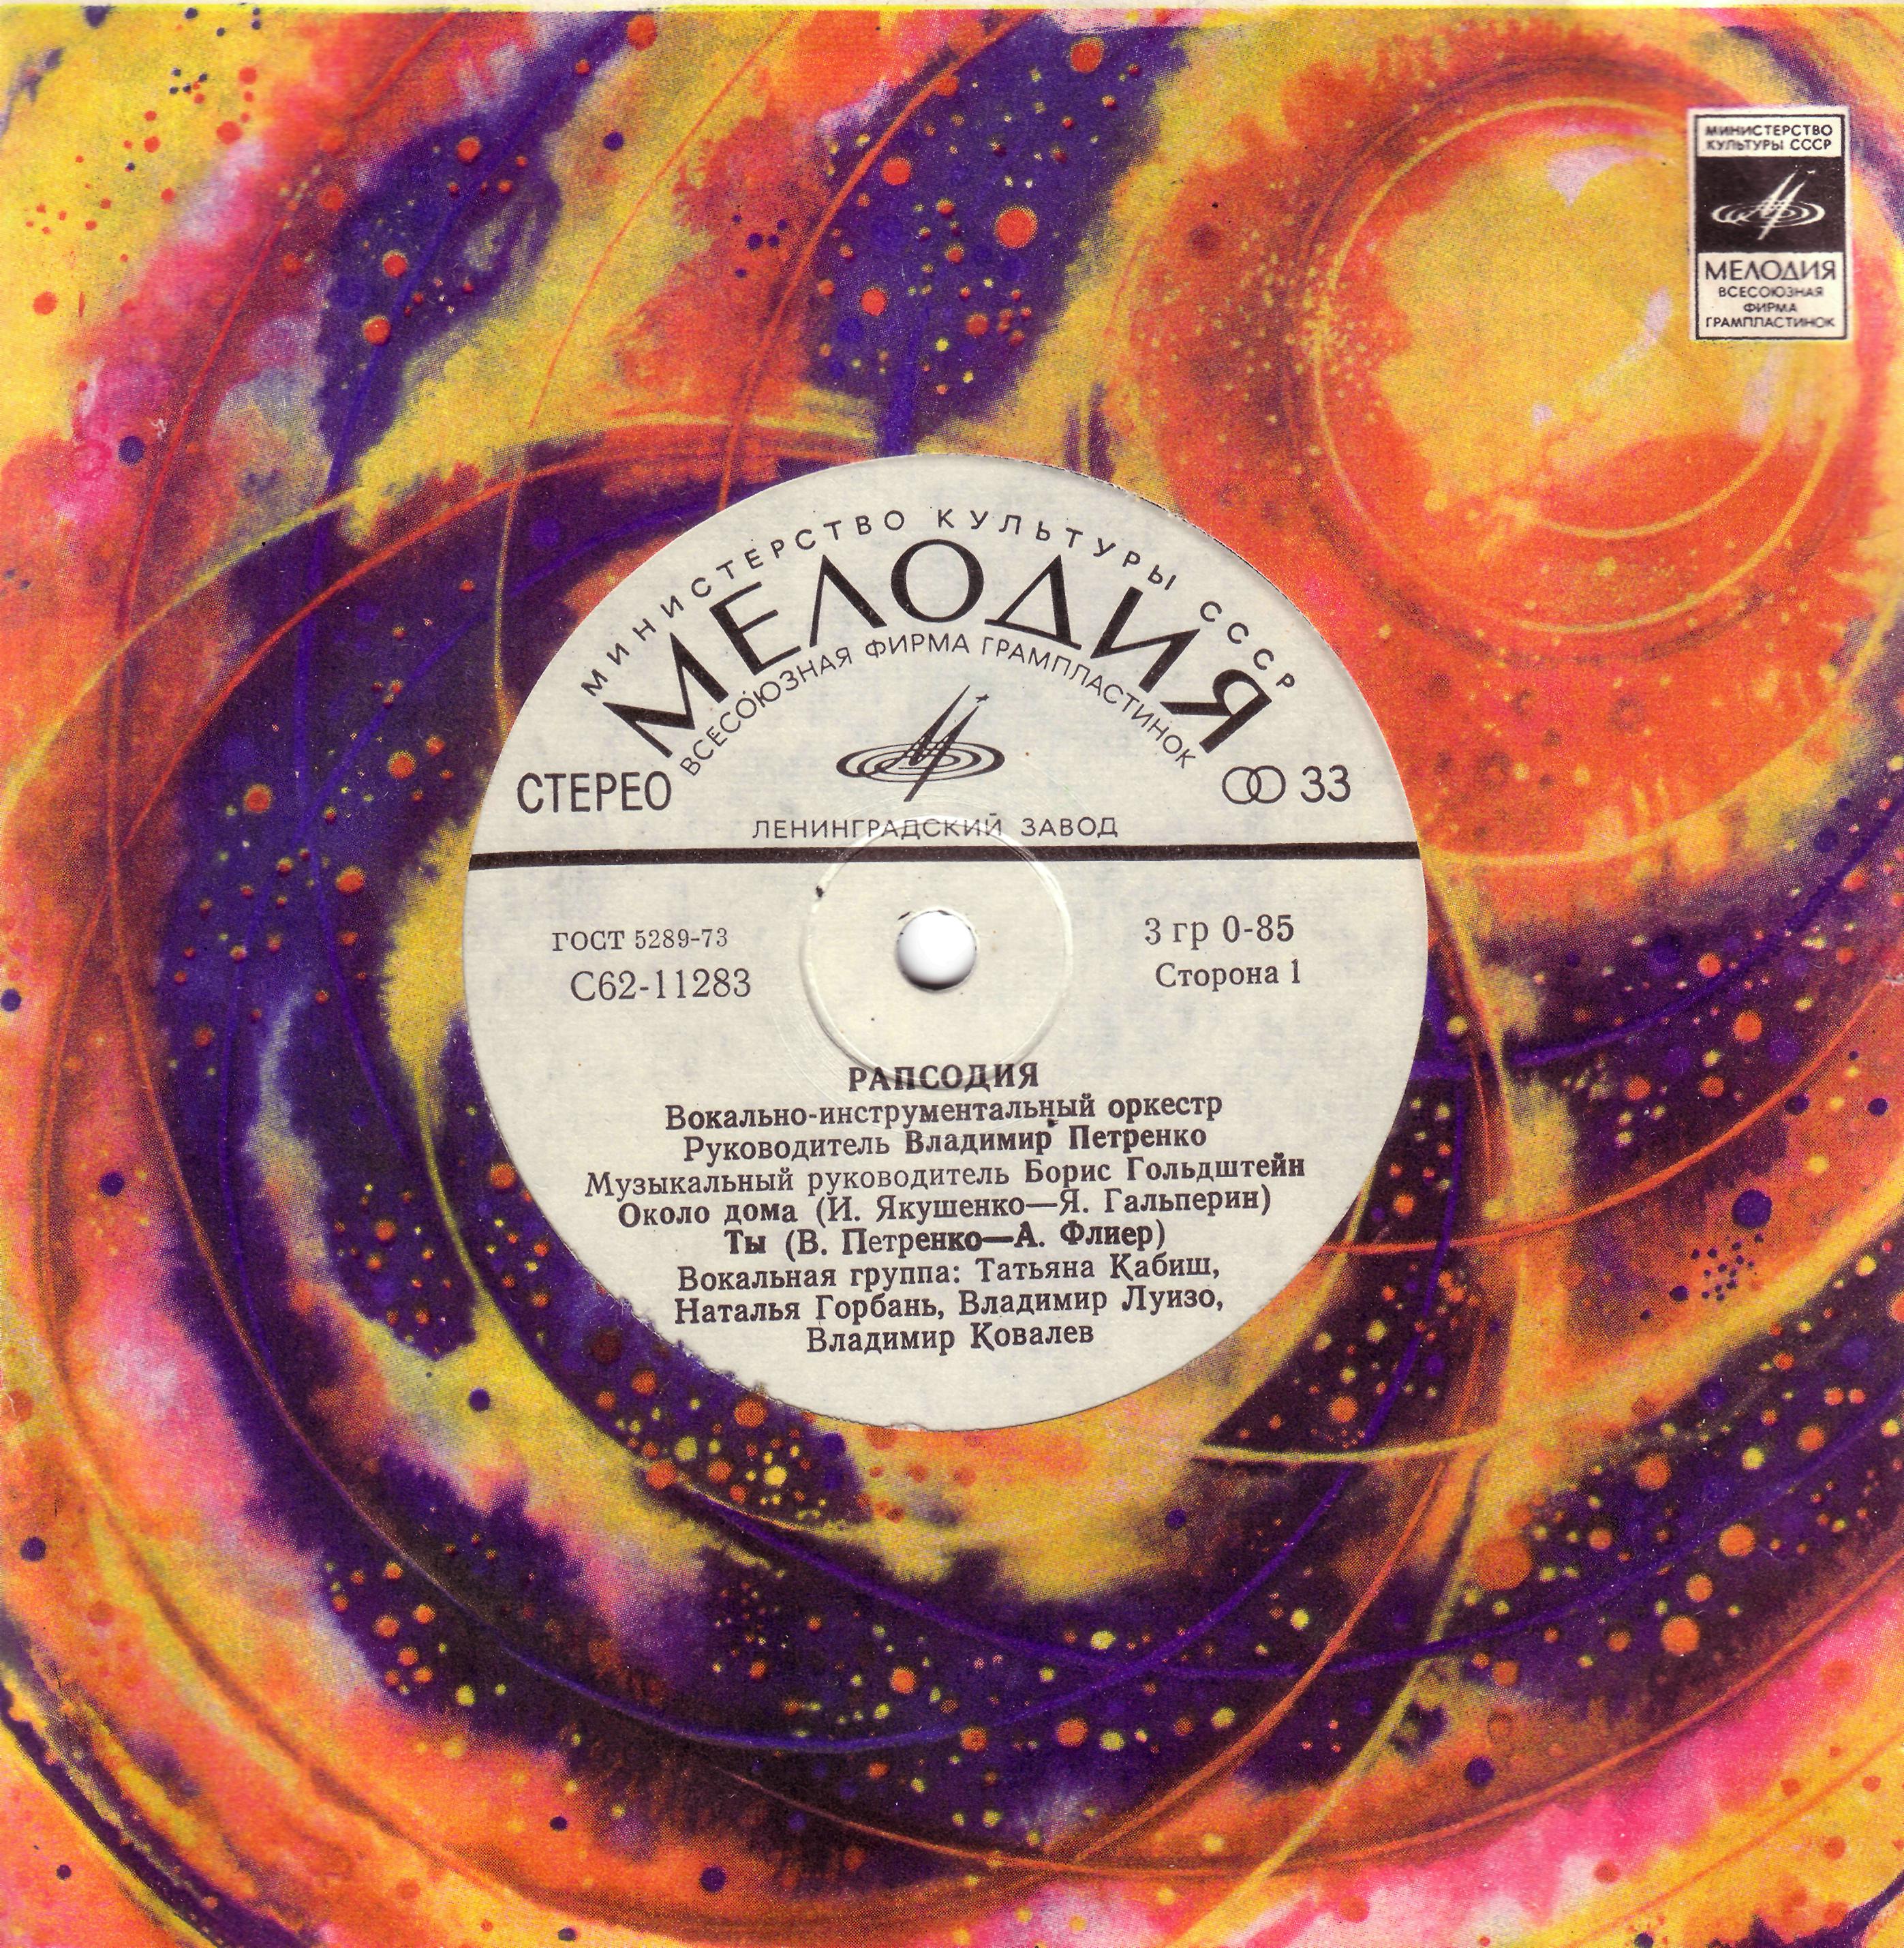 МИНИСТЕРСТВО
КУЛЬТУРЫ СССР
МЕЛОДИЯ
ВСЕСОЮЗНАЯ
ФИРМА
ГРАМПЛАСТИНОК
МИНИСТЕРСТВО КУЛЬТУРЫ СССР
МЕЛОДИЯ
ВСЕСОЮЗНАЯ ФИРМА ГРАМПЛАСТИНОК
СТЕРЕО
33
ЛЕНИНГРАДСКИЙ ЗАВОД
ГОСТ 5289-73
3 гр 0-85
С62-11283
Сторона 1
РАПСОДИЯ
Вокально-инструментальный оркестр
Руководитель Владимир Петренко
Музыкальный руководитель Борис Гольдштейн
Около дома (И. Якушенко—Я. Гальперин)
Ты (В. Петренко—А. Флиер)
Вокальная группа: Татьяна Кабиш,
Наталья Горбань, Владимир Луизо,
Владимир Ковалев